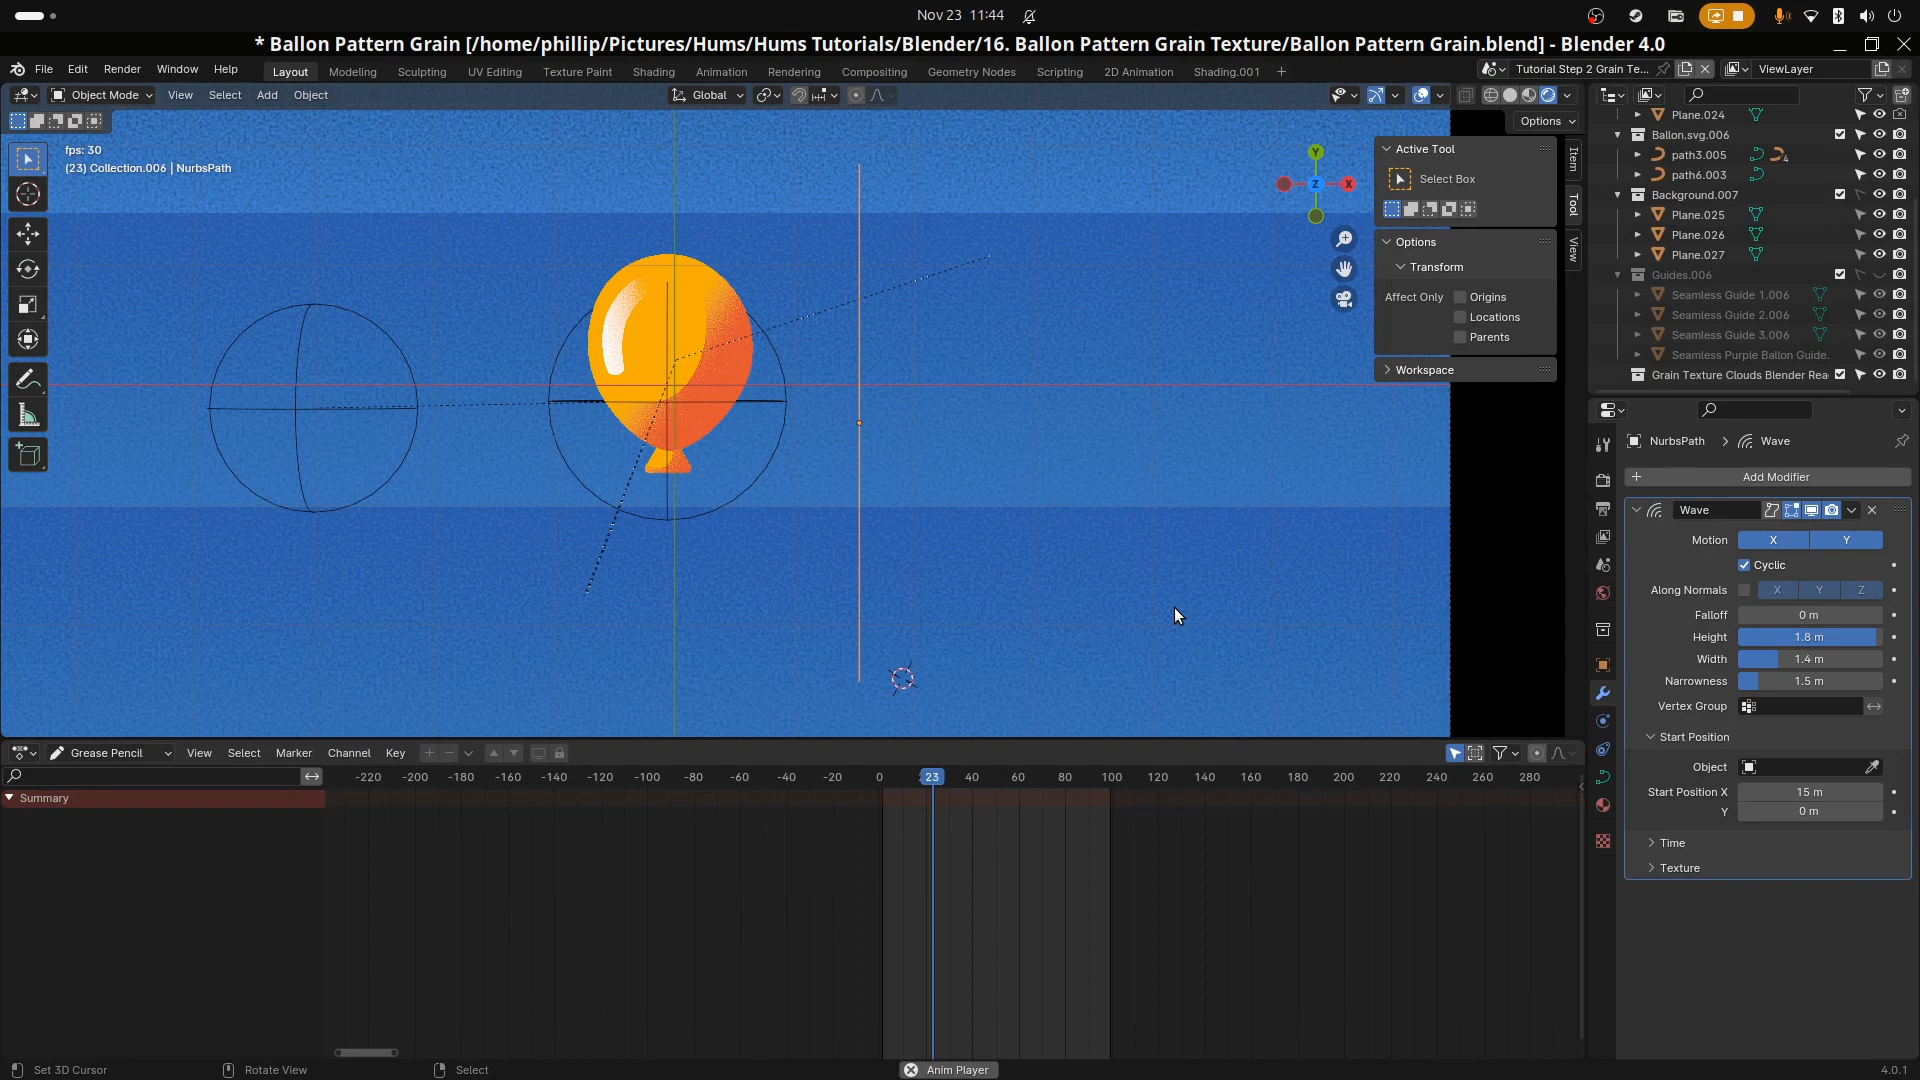 Nov 23 11:44
* Ballon Pattern Grain [/home/phillip/Pictures/Hums/Hums Tutorials/Blender/16. Ballon Pattern Grain Texture/Ballon Pattern Grain.blend] - Blender 4.0
File Edit Render Window Help
Layout Modeling Sculpting UV Editing Texture Paint Shading Animation Rendering Compositing Geometry Nodes Scripting 2D Animation Shading.001 +
Tutorial Step 2 Grain Te... ViewLayer
Object Mode View Select Add Object
Global
Options
fps: 30
(23) Collection.006 | NurbsPath
Y
X
Z
Active Tool
Select Box
Options
Transform
Affect Only Origins
Locations
Parents
Workspace
Item
Tool
View
Plane.024
Ballon.svg.006
path3.005
4
path6.003
Background.007
Plane.025
Plane.026
Plane.027
Guides.006
Seamless Guide 1.006
Seamless Guide 2.006
Seamless Guide 3.006
Seamless Purple Ballon Guide.
Grain Texture Clouds Blender Rea
NurbsPath > Wave
+ Add Modifier
Wave
Motion X Y
Cyclic
Along Normals X Y Z
Falloff 0 m
Height 1.8 m
Width 1.4 m
Narrowness 1.5 m
Vertex Group
Start Position
Object
Start Position X 15 m
Y 0 m
Time
Texture
Grease Pencil View Select Marker Channel Key
-220 -200 -180 -160 -140 -120 -100 -80 -60 -40 -20 0 23 40 60 80 100 120 140 160 180 200 220 240 260 280
Summary
Set 3D Cursor Rotate View Select Anim Player 4.0.1